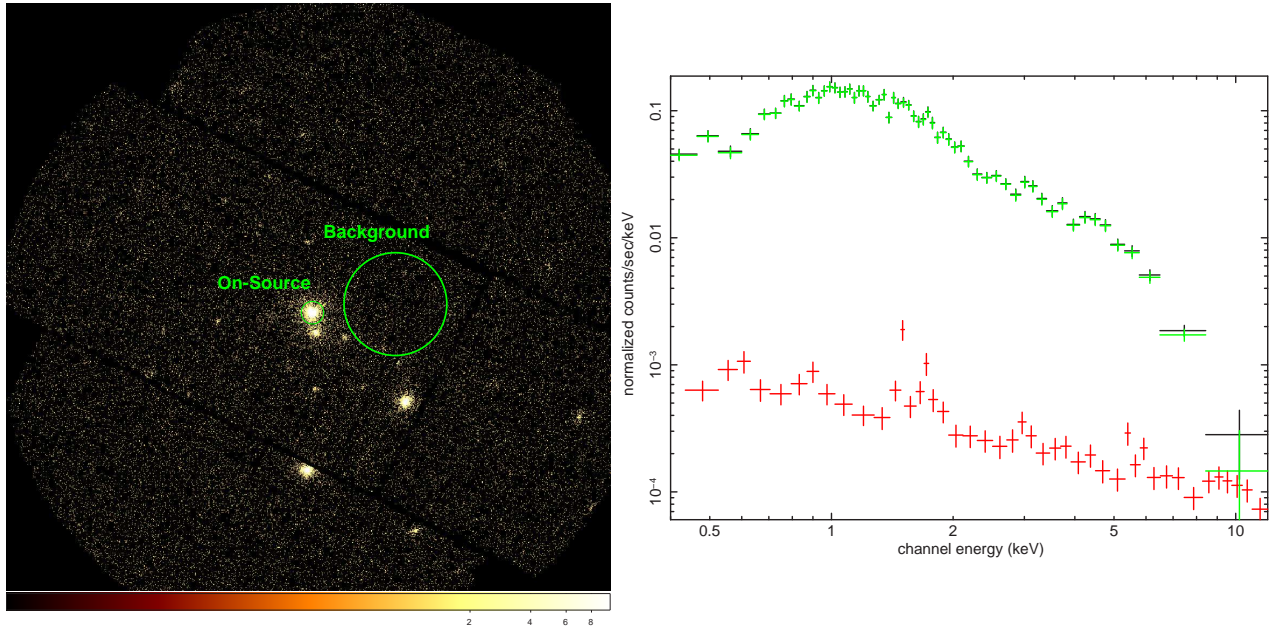 Background
On-Source
2 4 6 8
normalized counts/sec/keV
0.1
0.01
10⁻³
10⁻⁴
0.5 1 2 5 10
channel energy (keV)